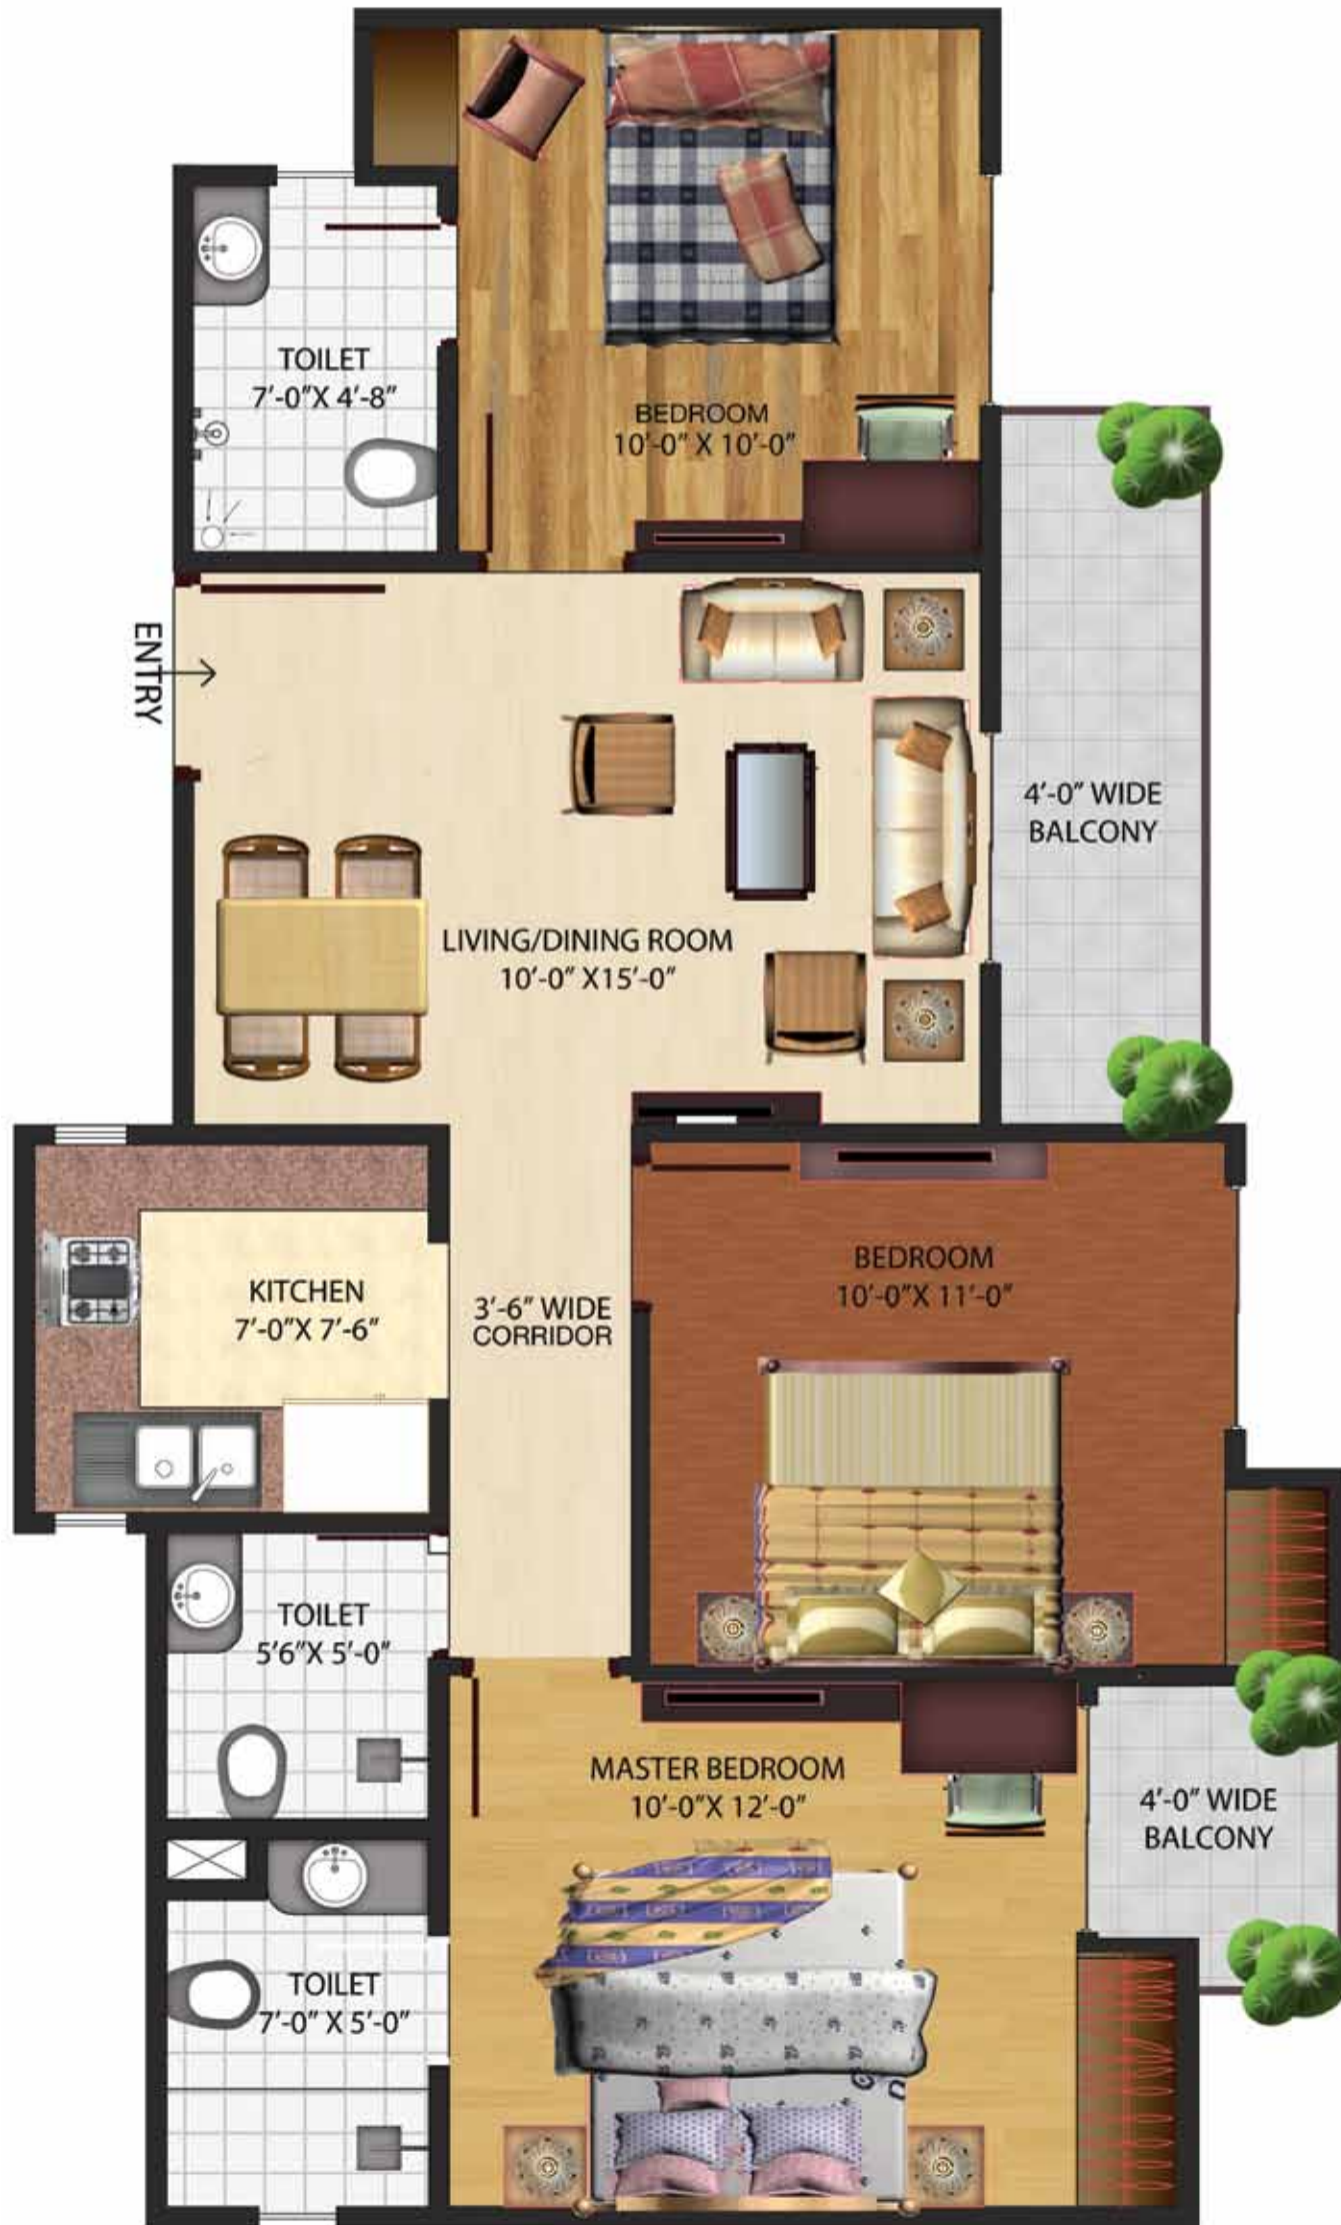 TOILET
7'-0"X 4'-8"
BEDROOM
10'-0" X 10'-0"
ENTRY
4'-0" WIDE
BALCONY
LIVING/DINING ROOM
10'-0" X15'-0"
BEDROOM
10'-0"X 11'-0"
KITCHEN
7'-0"X 7'-6"
3'-6" WIDE
CORRIDOR
TOILET
5'6"X 5'-0"
MASTER BEDROOM
10'-0"X 12'-0"
4'-0" WIDE
BALCONY
TOILET
7'-0" X 5'-0"